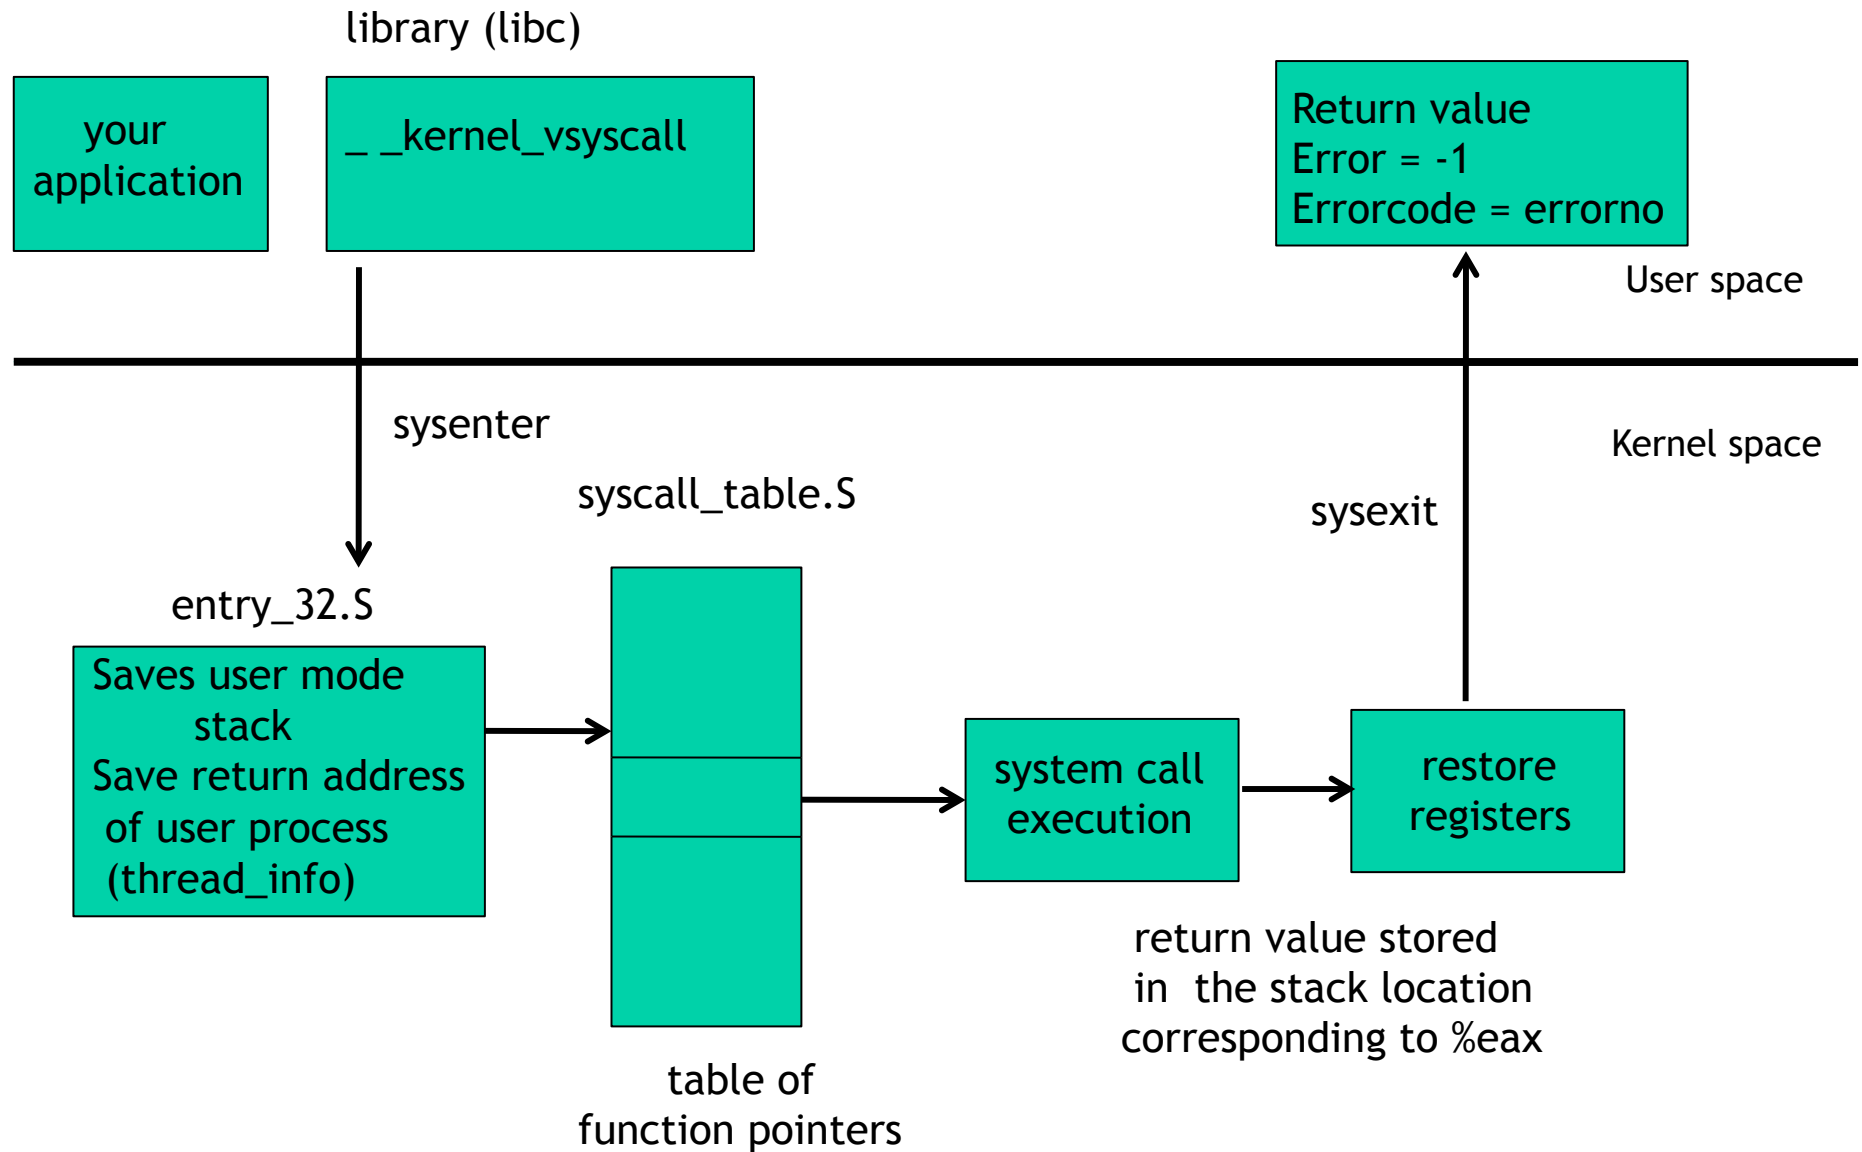 library (libc)
your
application
_ _kernel_vsyscall
Return value
Error = -1
Errorcode = errorno
User space
sysenter
Kernel space
syscall_table.S
sysexit
entry_32.S
Saves user mode
stack
Save return address
of user process
(thread_info)
system call
execution
restore
registers
return value stored
in the stack location
corresponding to %eax
table of
function pointers